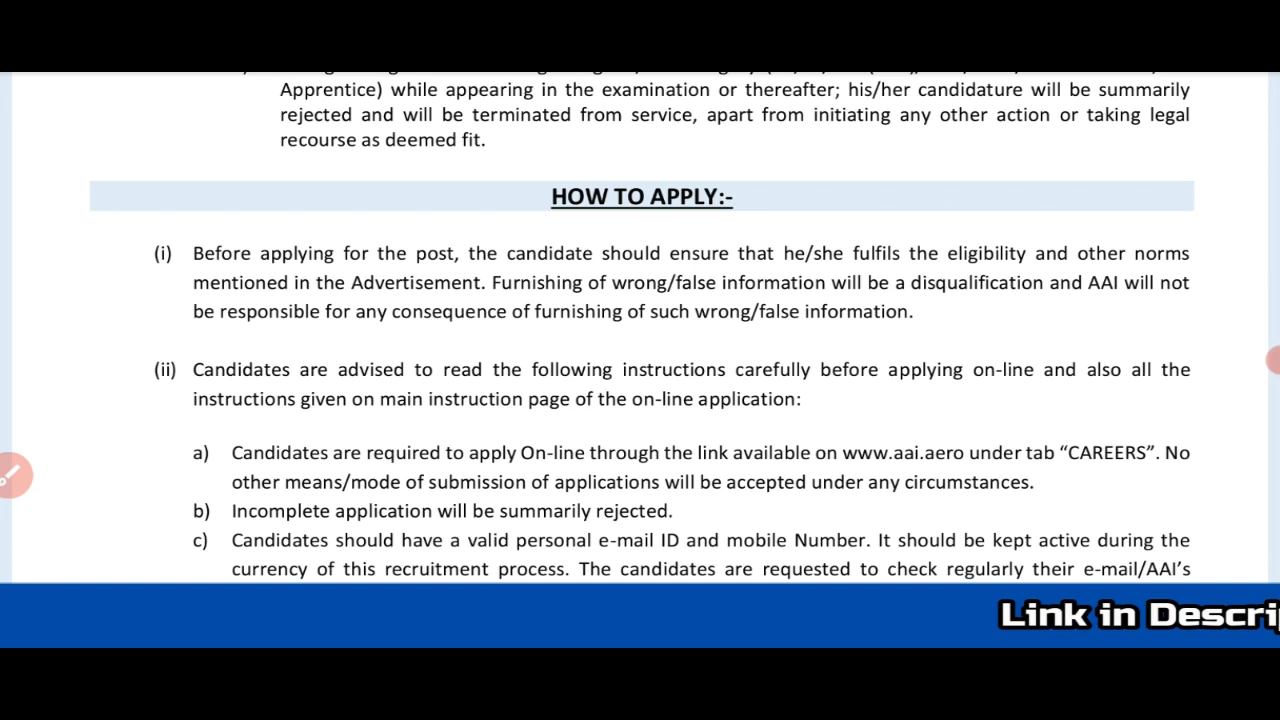 Apprentice) while appearing in the examination or thereafter; his/her candidature will be summarily
rejected and will be terminated from service, apart from initiating any other action or taking legal
recourse as deemed fit.
HOW TO APPLY:-
(i) Before applying for the post, the candidate should ensure that he/she fulfils the eligibility and other norms
mentioned in the Advertisement. Furnishing of wrong/false information will be a disqualification and AAI will not
be responsible for any consequence of furnishing of such wrong/false information.
(ii) Candidates are advised to read the following instructions carefully before applying on-line and also all the
instructions given on main instruction page of the on-line application:
a) Candidates are required to apply On-line through the link available on www.aai.aero under tab “CAREERS”. No
other means/mode of submission of applications will be accepted under any circumstances.
b) Incomplete application will be summarily rejected.
c) Candidates should have a valid personal e-mail ID and mobile Number. It should be kept active during the
currency of this recruitment process. The candidates are requested to check regularly their e-mail/AAI’s
Link in Descrip